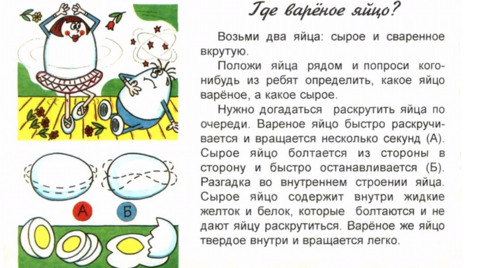 Где варёное яйцо?
Возьми два яйца: сырое и сваренное
вкрутую.
Положи яйца рядом и попроси кого-
нибудь из ребят определить, какое яйцо
варёное, а какое сырое.
Нужно догадаться раскрутить яйца по
очереди. Вареное яйцо быстро раскручи-
вается и вращается несколько секунд (А).
Сырое яйцо болтается из стороны в
сторону и быстро останавливается (Б).
Разгадка во внутреннем строении яйца.
Сырое яйцо содержит внутри жидкие
желток и белок, которые болтаются и не
дают яйцу раскрутиться. Варёное же яйцо
твердое внутри и вращается легко.
А Б